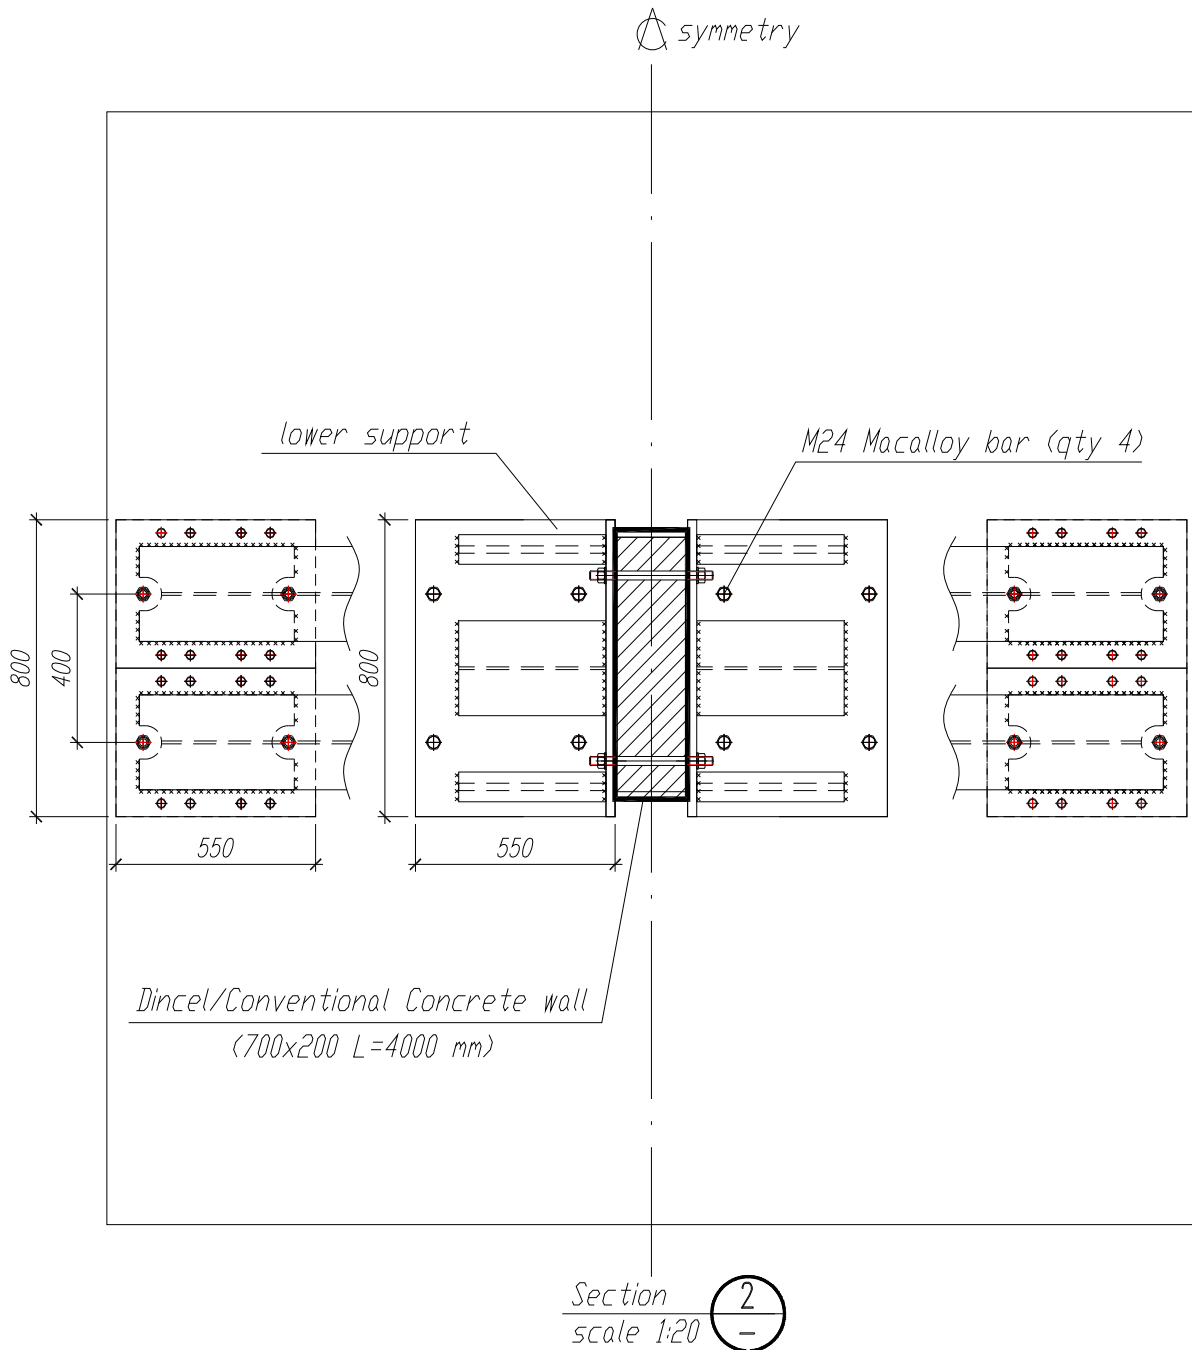 symmetry
lower support
M24 Macalloy bar (qty 4)
800
400
800
550
550
Dincel/Conventional Concrete wall
(700x200 L=4000 mm)
Section
scale 1:20
2
-